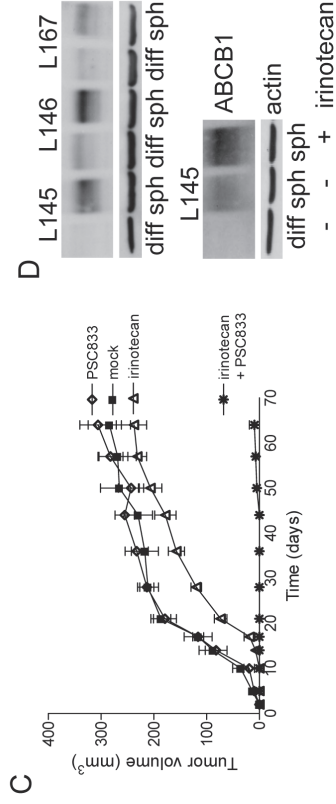 C
Tumor volume (mm3)
400
300
200
100
0
0 10 20 30 40 50 60 70
Time (days)
PSC833
mock
irinotecan
irinotecan
+ PSC833
D
L145 L146 L167
diff sph diff sph diff sph
L145
ABCB1
actin
diff sph sph
- - + irinotecan